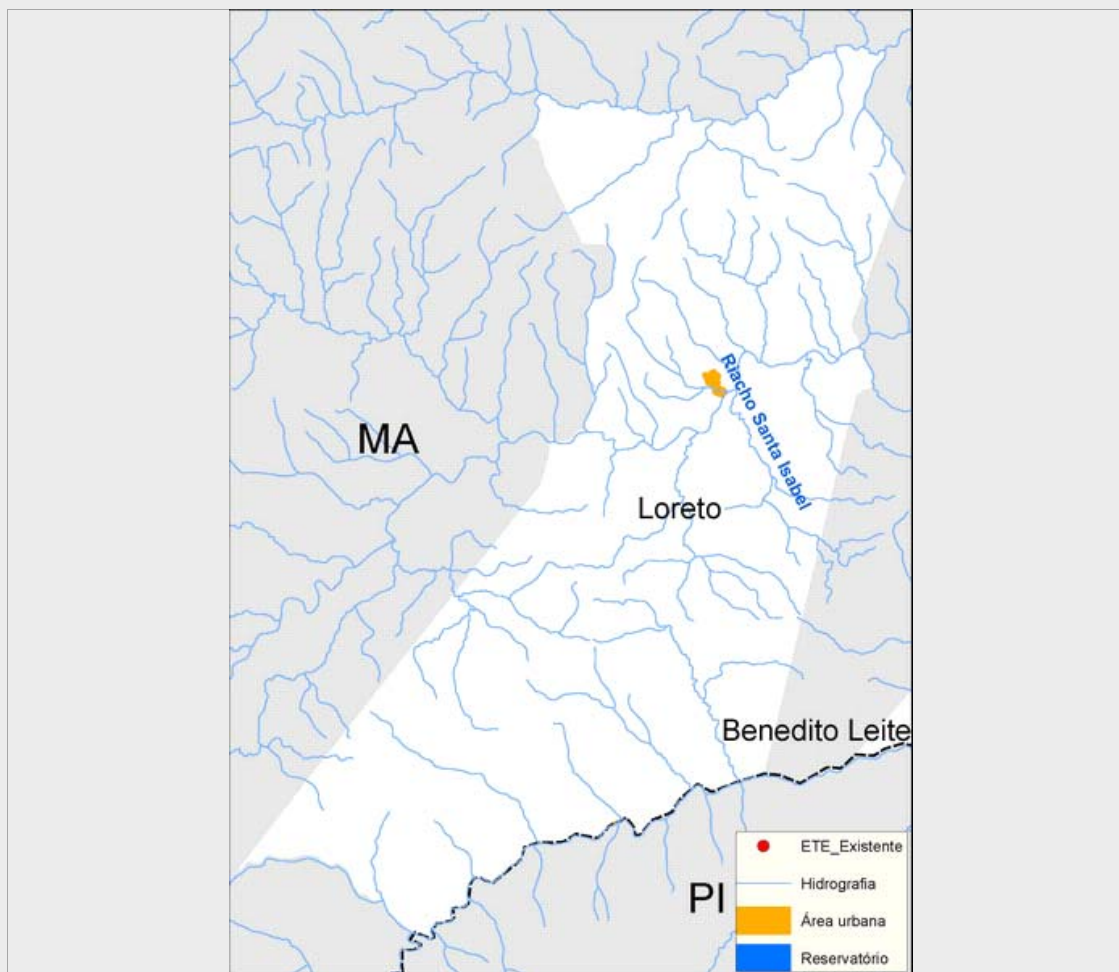 Riacho Santa Isabel
MA
Loreto
Benedito Leite
PI
ETE_Existente
Hidrografia
Área urbana
Reservatório